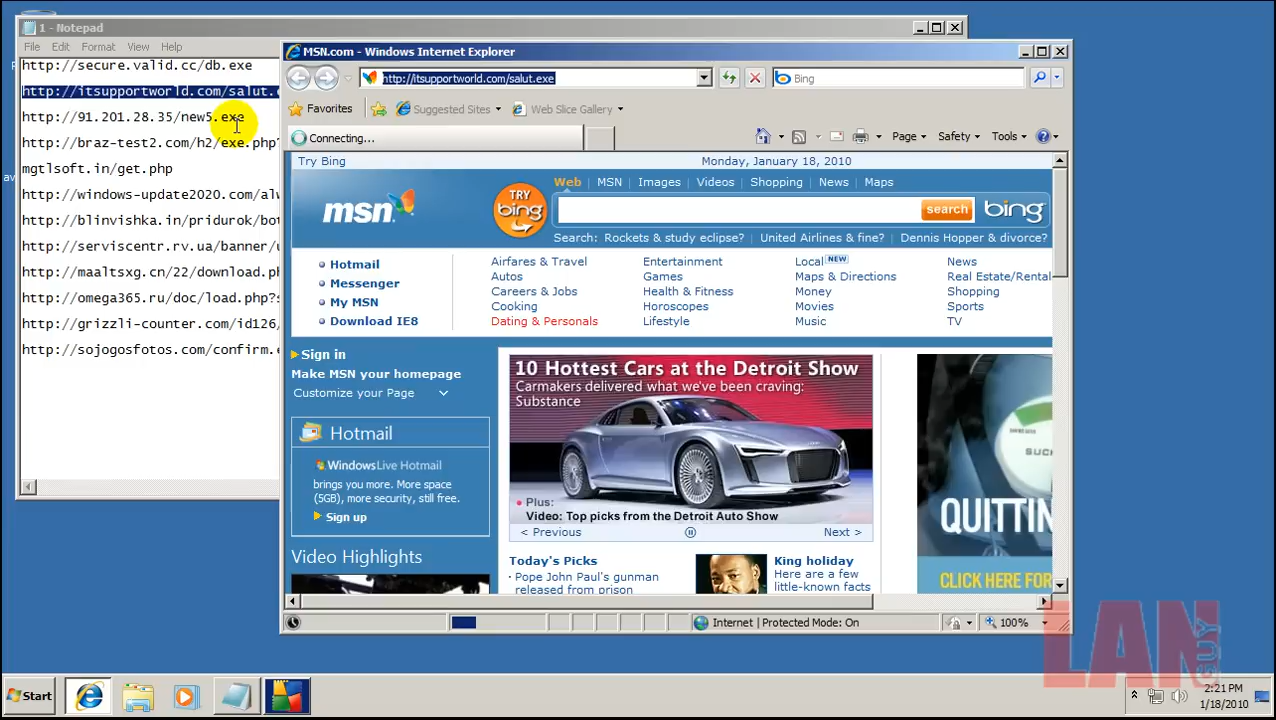 1 - Notepad
File Edit Format View Help
http://secure.valid.cc/db.exe
http://itsupportworld.com/salut.
http://91.201.28.35/new5.exe
http://braz-test2.com/h2/exe.php?
mgtlsoft.in/get.php
http://windows-update2020.com/
http://blinvishka.in/pridurok/
http://serviscentr.rv.ua/banner/
http://maaltsxg.cn/22/download.
http://omega365.ru/doc/load.php?
http://grizzli-counter.com/id126/
http://sojogosfotos.com/confirm.
MSN.com - Windows Internet Explorer
http://itsupportworld.com/salut.exe
Bing
Favorites Suggested Sites Web Slice Gallery
Connecting...
Page Safety Tools
Try Bing Monday, January 18, 2010
msn
TRY bing
Web MSN Images Videos Shopping News Maps
search bing
Search: Rockets & study eclipse? United Airlines & fine? Dennis Hopper & divorce?
Hotmail
Messenger
My MSN
Download IE8
Airfares & Travel Entertainment Local NEW News
Autos Games Maps & Directions Real Estate/Rental
Careers & Jobs Health & Fitness Money Shopping
Cooking Horoscopes Movies Sports
Dating & Personals Lifestyle Music TV
Sign in
Make MSN your homepage
Customize your Page
Hotmail
WindowsLive Hotmail
brings you more. More space
(5GB), more security, still free.
Sign up
Video Highlights
10 Hottest Cars at the Detroit Show
Carmakers delivered what we've been craving:
Substance
Plus:
Video: Top picks from the Detroit Auto Show
< Previous Next >
Today's Picks
Pope John Paul's gunman
released from prison
King holiday
Here are a few
little-known facts
QUITTIN
CLICK HERE FOR
Internet | Protected Mode: On
100%
LAN GUY
Start
2:21 PM
1/18/2010